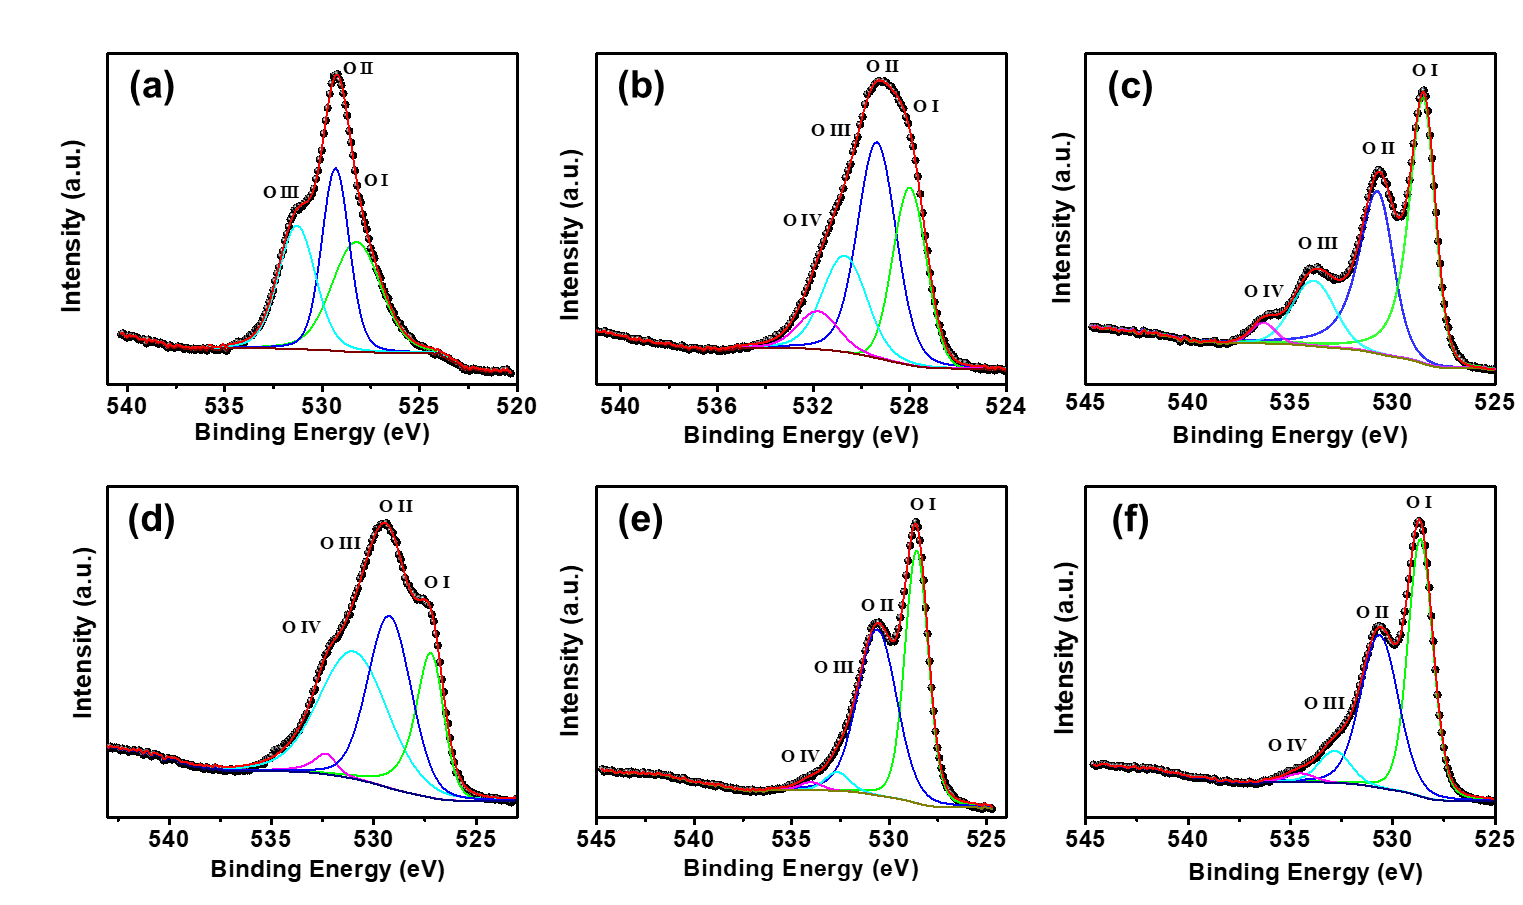 (a)
O II
O III
O I
Intensity (a.u.)
540 535 530 525 520
Binding Energy (eV)
(b)
O II
O I
O III
O IV
Intensity (a.u.)
540 536 532 528 524
Binding Energy (eV)
(c)
O I
O II
O III
O IV
Intensity (a.u.)
545 540 535 530 525
Binding Energy (eV)
(d)
O II
O III
O I
O IV
Intensity (a.u.)
540 535 530 525
Binding Energy (eV)
(e)
O I
O II
O III
O IV
Intensity (a.u.)
545 540 535 530 525
Binding Energy (eV)
(f)
O I
O II
O III
O IV
Intensity (a.u.)
545 540 535 530 525
Binding Energy (eV)